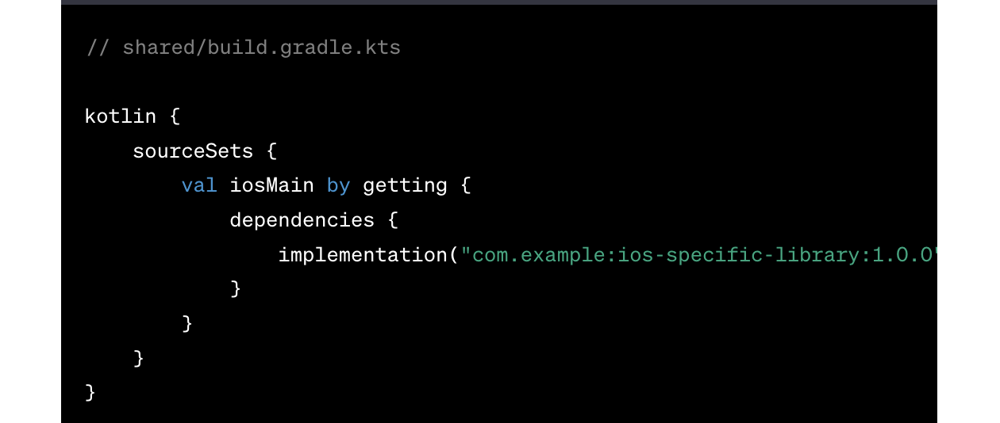 // shared/build.gradle.kts
kotlin {
    sourceSets {
        val iosMain by getting {
            dependencies {
                implementation("com.example:ios-specific-library:1.0.0"
            }
        }
    }
}